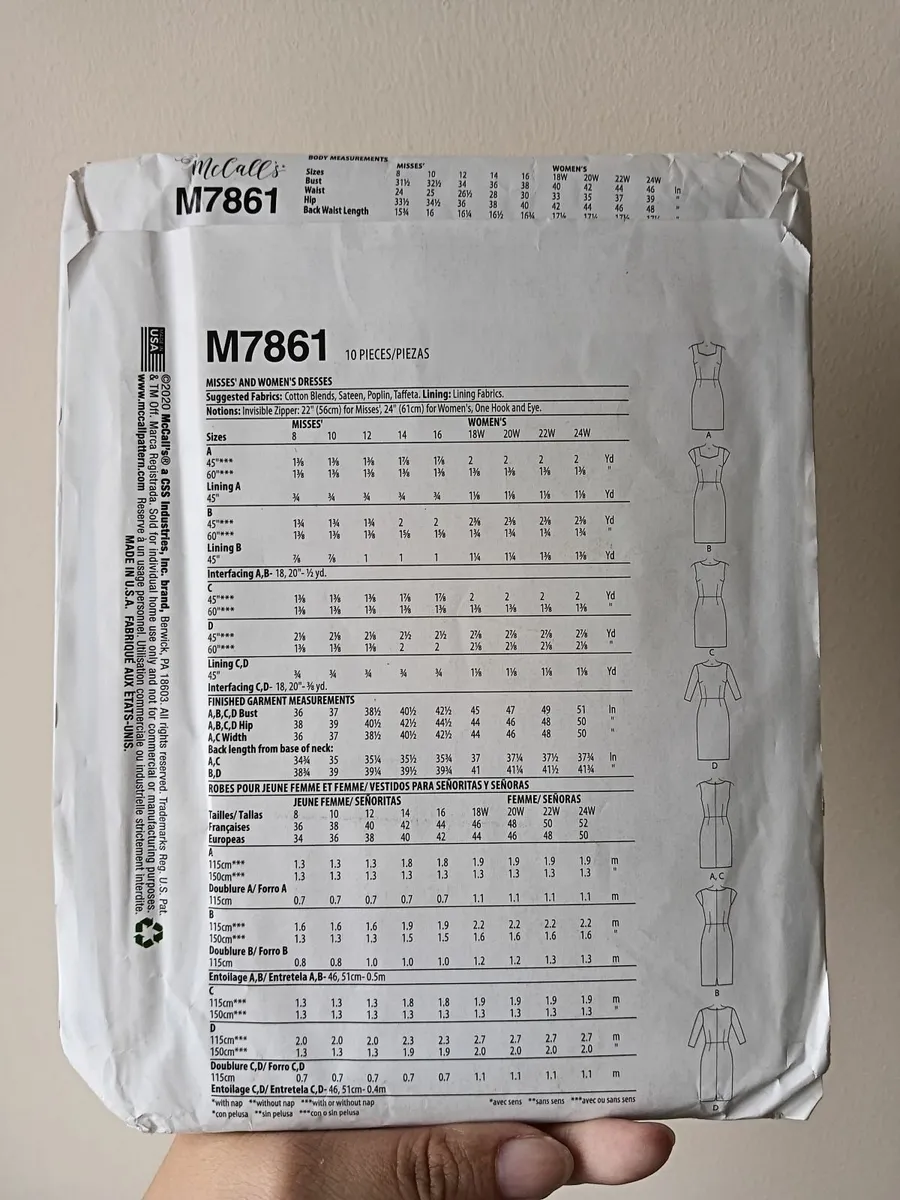 McCall's
M7861
BODY MEASUREMENTS
MISSES' WOMEN'S
Sizes 8 10 12 14 16 18W 20W 22W 24W
Bust 31½ 32½ 34 36 38 40 42 44 46 In
Waist 24 25 26½ 28 30 33 35 37 39 "
Hip 33½ 34½ 36 38 40 42 44 46 48 "
Back Waist Length 15¾ 16 16¼ 16½ 16¾ 17⅛ 17¼ "
M7861 10 PIECES/PIEZAS
MISSES' AND WOMEN'S DRESSES
Suggested Fabrics: Cotton Blends, Sateen, Poplin, Taffeta. Lining: Lining Fabrics.
Notions: Invisible Zipper: 22" (56cm) for Misses', 24" (61cm) for Women's, One Hook and Eye.
MISSES' WOMEN'S
Sizes 8 10 12 14 16 18W 20W 22W 24W
A
45"*** 1⅜ 1⅜ 1⅜ 1⅞ 1⅞ 2 2 2 2 Yd
60"*** 1⅜ 1⅜ 1⅜ 1⅜ 1⅜ 1⅜ 1⅜ 1⅜ 1⅜ "
Lining A
45" ¾ ¾ ¾ ¾ ¾ 1⅛ 1⅛ 1⅛ 1⅛ Yd
B
45"*** 1¾ 1¾ 1¾ 2 2 2⅜ 2⅜ 2⅜ 2⅜ Yd
60"*** 1⅜ 1⅜ 1⅜ 1⅝ 1⅝ 1¾ 1¾ 1¾ 1¾ "
Lining B
45" ⅞ ⅞ 1 1 1 1¼ 1¼ 1⅜ 1⅜ Yd
Interfacing A,B- 18, 20"- ½ yd.
C
45"*** 1⅜ 1⅜ 1⅜ 1⅞ 1⅞ 2 2 2 2 Yd
60"*** 1⅜ 1⅜ 1⅜ 1⅜ 1⅜ 1⅜ 1⅜ 1⅜ 1⅜ "
D
45"*** 2⅛ 2⅛ 2⅛ 2½ 2½ 2⅞ 2⅞ 2⅞ 2⅞ Yd
60"*** 1⅜ 1⅜ 1⅜ 2 2 2⅛ 2⅛ 2⅛ 2⅛ "
Lining C,D
45" ¾ ¾ ¾ ¾ ¾ 1⅛ 1⅛ 1⅛ 1⅛ Yd
Interfacing C,D- 18, 20"- ⅜ yd.
FINISHED GARMENT MEASUREMENTS
A,B,C,D Bust 36 37 38½ 40½ 42½ 45 47 49 51 In
A,B,C,D Hip 38 39 40½ 42½ 44½ 44 46 48 50 "
A,C Width 36 37 38½ 40½ 42½ 44 46 48 50 "
Back length from base of neck:
A,C 34¾ 35 35¼ 35½ 35¾ 37 37¼ 37½ 37¾ In
B,D 38¾ 39 39¼ 39½ 39¾ 41 41¼ 41½ 41¾ "
ROBES POUR JEUNE FEMME ET FEMME/ VESTIDOS PARA SEÑORITAS Y SEÑORAS
JEUNE FEMME/ SEÑORITAS FEMME/ SEÑORAS
Tailles/ Tallas 8 10 12 14 16 18W 20W 22W 24W
Françaises 36 38 40 42 44 46 48 50 52
Europeas 34 36 38 40 42 44 46 48 50
A
115cm*** 1.3 1.3 1.3 1.8 1.8 1.9 1.9 1.9 1.9 m
150cm*** 1.3 1.3 1.3 1.3 1.3 1.3 1.3 1.3 1.3 "
Doublure A/ Forro A
115cm 0.7 0.7 0.7 0.7 0.7 1.1 1.1 1.1 1.1 m
B
115cm*** 1.6 1.6 1.6 1.9 1.9 2.2 2.2 2.2 2.2 m
150cm*** 1.3 1.3 1.3 1.5 1.5 1.6 1.6 1.6 1.6 "
Doublure B/ Forro B
115cm 0.8 0.8 1.0 1.0 1.0 1.2 1.2 1.3 1.3 m
Entoilage A,B/ Entretela A,B- 46, 51cm- 0.5m
C
115cm*** 1.3 1.3 1.3 1.8 1.8 1.9 1.9 1.9 1.9 m
150cm*** 1.3 1.3 1.3 1.3 1.3 1.3 1.3 1.3 1.3 "
D
115cm*** 2.0 2.0 2.0 2.3 2.3 2.7 2.7 2.7 2.7 m
150cm*** 1.3 1.3 1.3 1.9 1.9 2.0 2.0 2.0 2.0 "
Doublure C,D/ Forro C,D
115cm 0.7 0.7 0.7 0.7 0.7 1.1 1.1 1.1 1.1 m
Entoilage C,D/ Entretela C,D- 46, 51cm- 0.4m
*with nap **without nap ***with or without nap *avec sens **sans sens ***avec ou sans sens
*con pelusa **sin pelusa ***con o sin pelusa
A
B
C
D
A, C
B
D
USA
©2020 McCall's® a CSS Industries, Inc. brand, Berwick, PA 18603. All rights reserved. Trademarks Reg. U.S. Pat.
& TM Off. Marca Registrada. Sold for individual home use only and not for commercial or manufacturing purposes.
www.mccallpattern.com Reservé à un usage personnel. Utilisation commerciale ou industrielle strictement interdite.
MADE IN U.S.A. FABRIQUÉ AUX ETATS-UNIS.